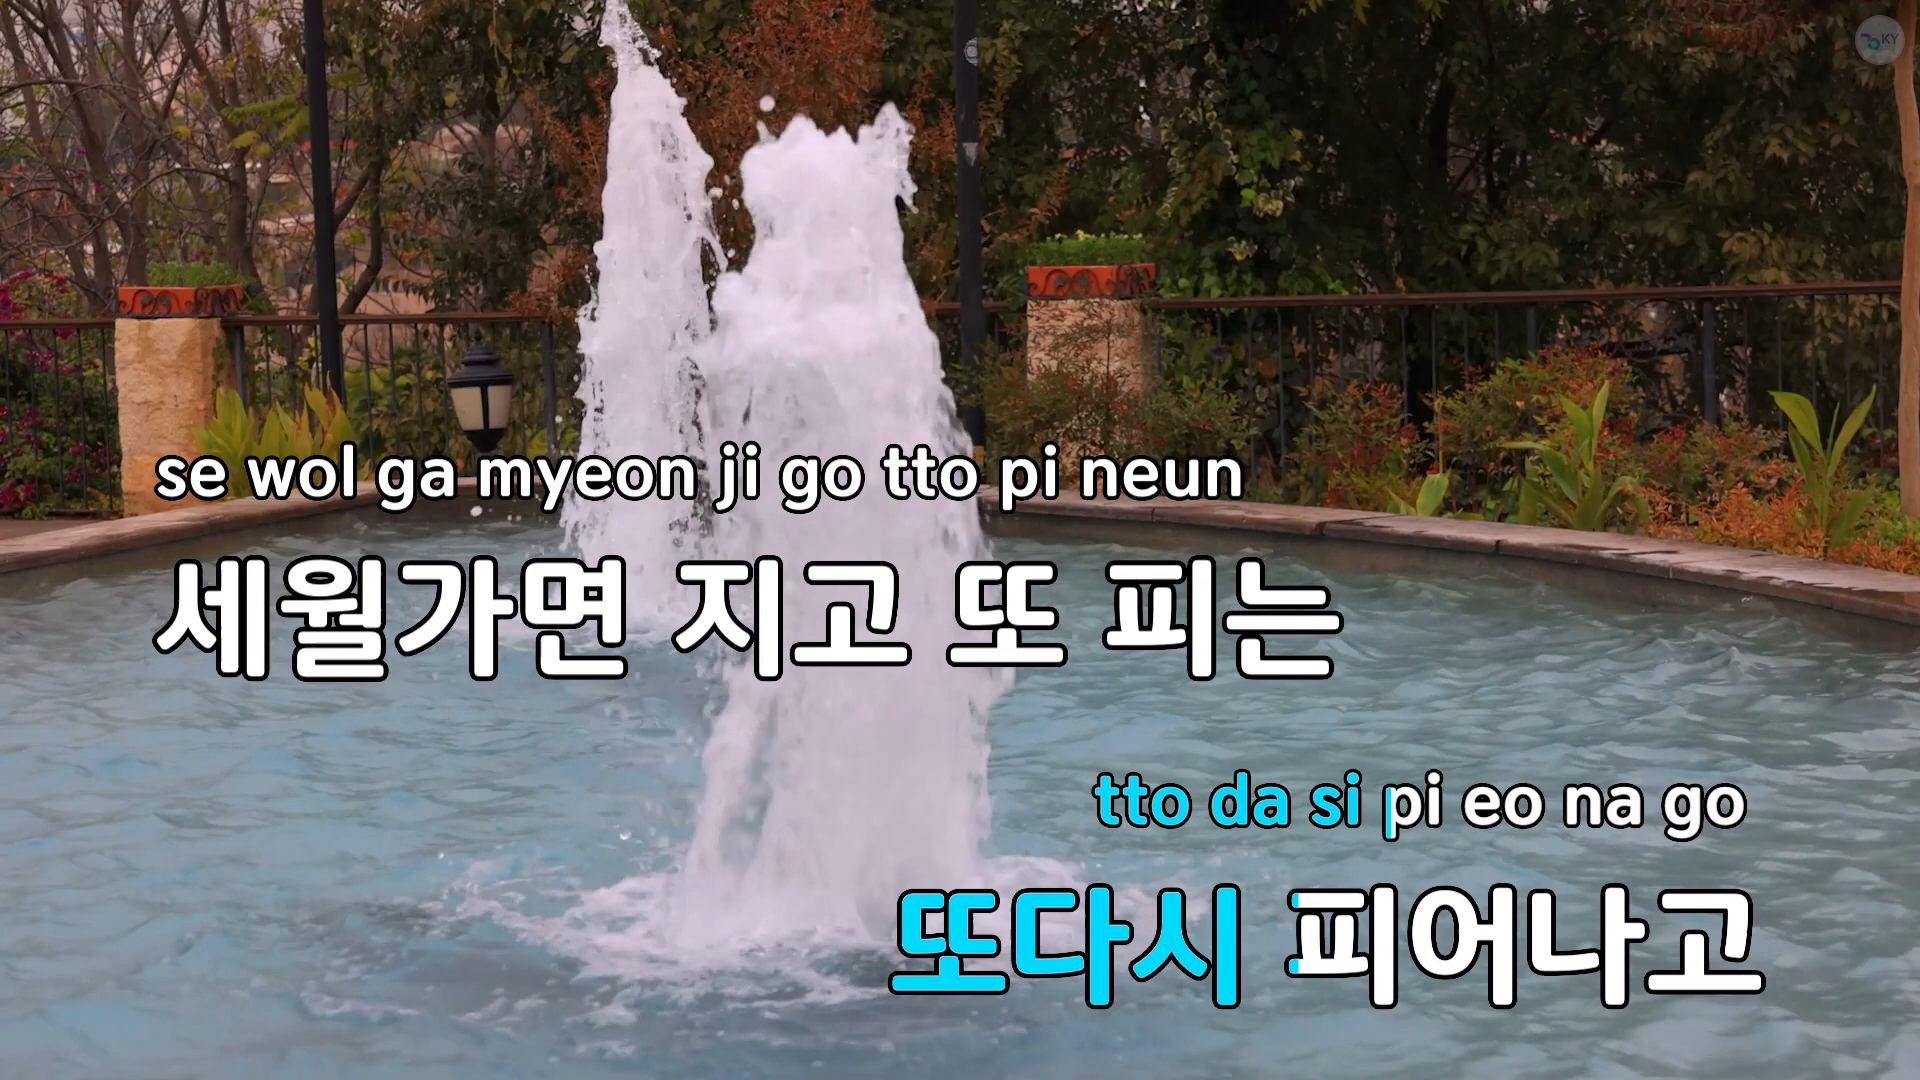 KY
se wol ga myeon ji go tto pi neun
세월가면 지고 또 피는
tto da si pi eo na go
또다시 피어나고